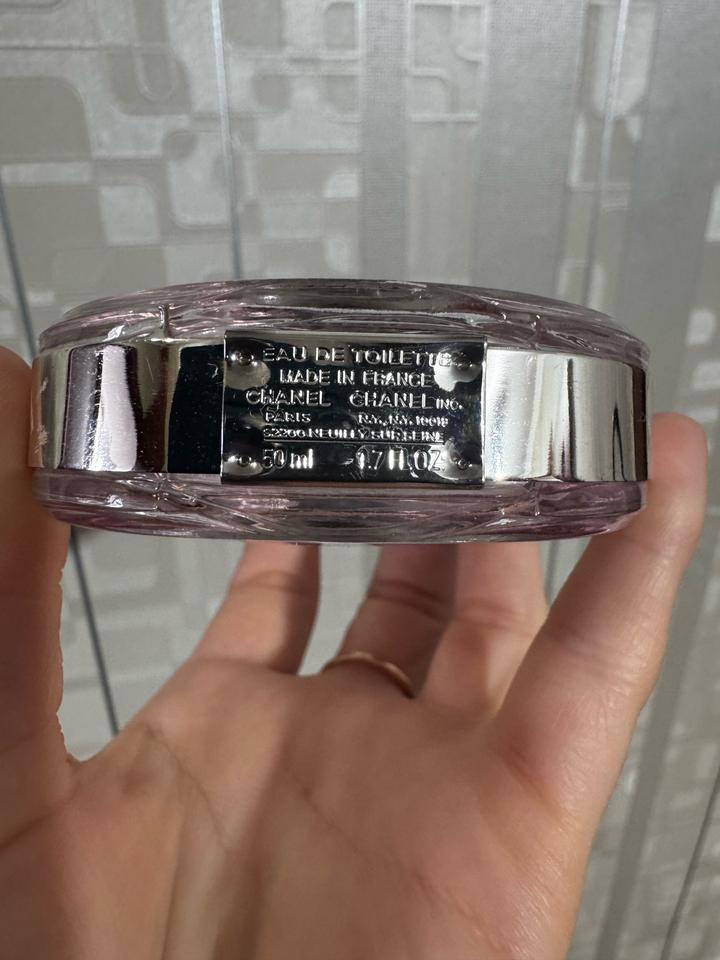 EAU DE TOILETTE
MADE IN FRANCE
CHANEL CHANEL INC.
PARIS N.Y., N.Y. 10019
92200 NEUILLY SUR SEINE
50 ml - 1.7 FL. OZ